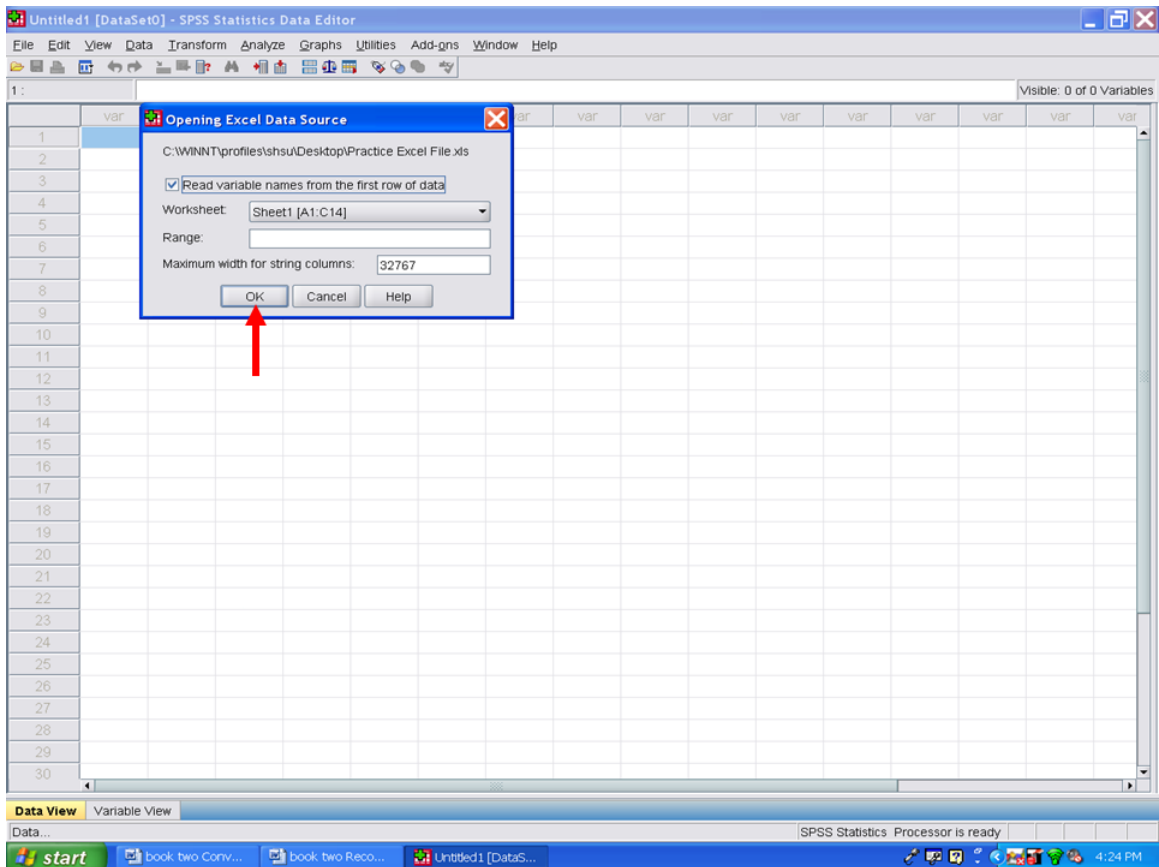 Untitled1 [DataSet0] - SPSS Statistics Data Editor
File Edit View Data Transform Analyze Graphs Utilities Add-ons Window Help
1 : Visible: 0 of 0 Variables
var var var var var var var var var var var
Opening Excel Data Source
C:\WINNT\profiles\shsu\Desktop\Practice Excel File.xls
Read variable names from the first row of data
Worksheet: Sheet1 [A1:C14]
Range:
Maximum width for string columns: 32767
OK Cancel Help
1
2
3
4
5
6
7
8
9
10
11
12
13
14
15
16
17
18
19
20
21
22
23
24
25
26
27
28
29
30
Data View Variable View
Data... SPSS Statistics Processor is ready
start book two Conv... book two Reco... Untitled1 [DataS... 4:24 PM